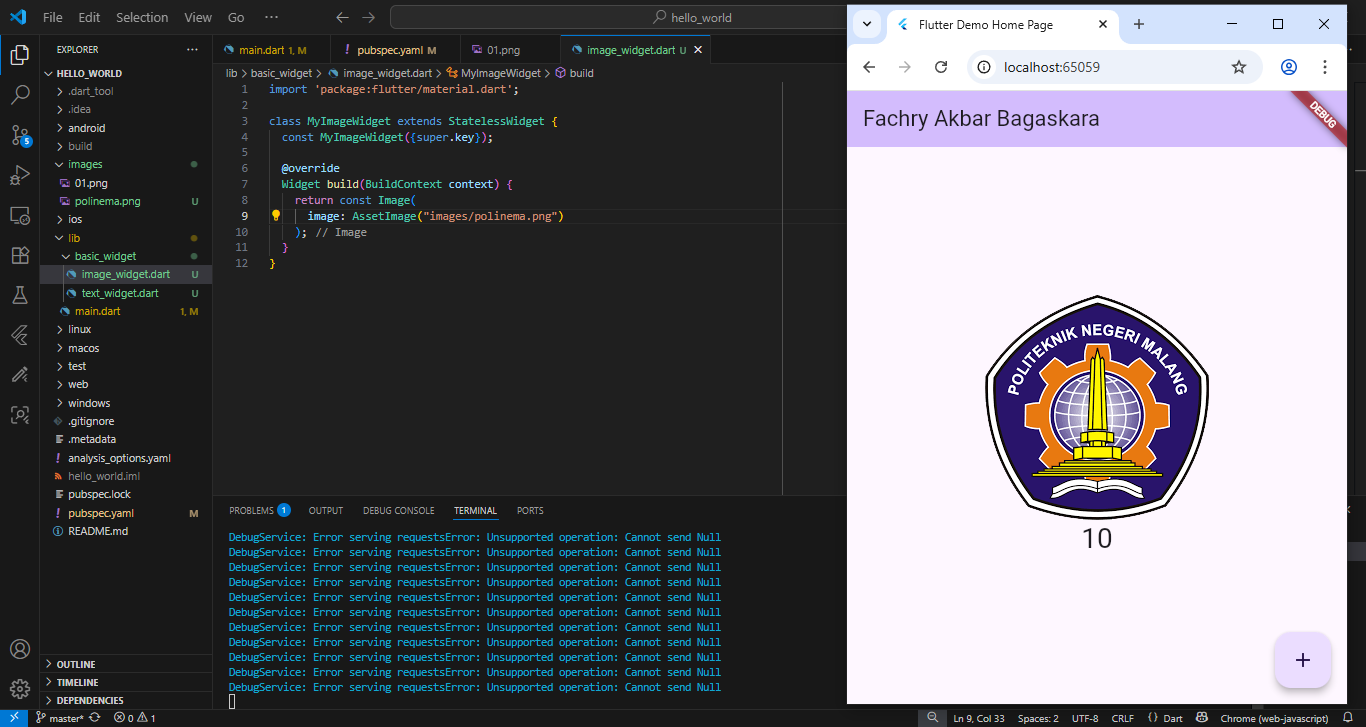 File Edit Selection View Go ··· hello_world
EXPLORER ···
HELLO_WORLD
.dart_tool
.idea
android
build
images
01.png
polinema.png U
ios
lib
basic_widget
image_widget.dart U
text_widget.dart U
main.dart 1, M
linux
macos
test
web
windows
.gitignore
.metadata
analysis_options.yaml
hello_world.iml
pubspec.lock
pubspec.yaml M
README.md
OUTLINE
TIMELINE
DEPENDENCIES
5
main.dart 1, M
pubspec.yaml M
01.png
image_widget.dart U
lib > basic_widget > image_widget.dart > MyImageWidget > build
1 import 'package:flutter/material.dart';
2
3 class MyImageWidget extends StatelessWidget {
4 const MyImageWidget({super.key});
5
6 @override
7 Widget build(BuildContext context) {
8 return const Image(
9 image: AssetImage("images/polinema.png")
10 ); // Image
11 }
12 }
PROBLEMS 1 OUTPUT DEBUG CONSOLE TERMINAL PORTS
DebugService: Error serving requestsError: Unsupported operation: Cannot send Null
DebugService: Error serving requestsError: Unsupported operation: Cannot send Null
DebugService: Error serving requestsError: Unsupported operation: Cannot send Null
DebugService: Error serving requestsError: Unsupported operation: Cannot send Null
DebugService: Error serving requestsError: Unsupported operation: Cannot send Null
DebugService: Error serving requestsError: Unsupported operation: Cannot send Null
DebugService: Error serving requestsError: Unsupported operation: Cannot send Null
DebugService: Error serving requestsError: Unsupported operation: Cannot send Null
DebugService: Error serving requestsError: Unsupported operation: Cannot send Null
DebugService: Error serving requestsError: Unsupported operation: Cannot send Null
DebugService: Error serving requestsError: Unsupported operation: Cannot send Null
Flutter Demo Home Page
localhost:65059
Fachry Akbar Bagaskara
DEBUG
POLITEKNIK NEGERI MALANG
10
+
master* 0 1 Ln 9, Col 33 Spaces: 2 UTF-8 CRLF {} Dart Chrome (web-javascript)